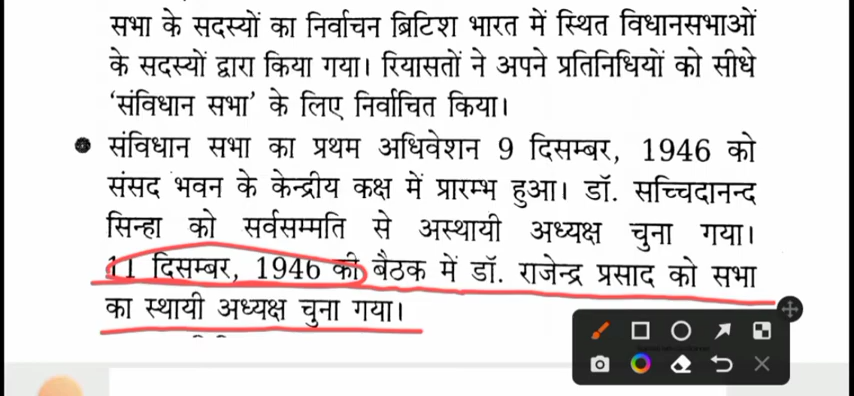 सभा के सदस्यों का निर्वाचन ब्रिटिश भारत में स्थित विधानसभाओं
के सदस्यों द्वारा किया गया। रियासतों ने अपने प्रतिनिधियों को सीधे
‘संविधान सभा’ के लिए निर्वाचित किया।
संविधान सभा का प्रथम अधिवेशन 9 दिसम्बर, 1946 को
संसद भवन के केन्द्रीय कक्ष में प्रारम्भ हुआ। डॉ. सच्चिदानन्द
सिन्हा को सर्वसम्मति से अस्थायी अध्यक्ष चुना गया।
11 दिसम्बर, 1946 की बैठक में डॉ. राजेन्द्र प्रसाद को सभा
का स्थायी अध्यक्ष चुना गया।